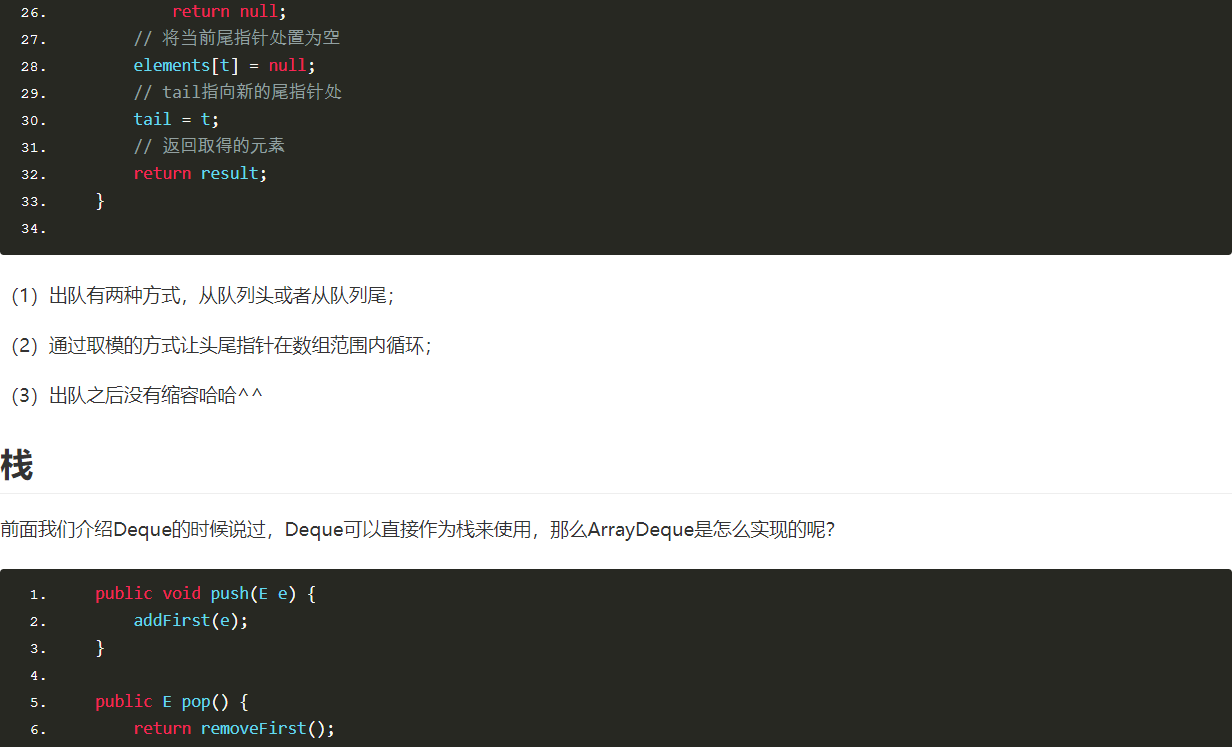 26.             return null;
27.         // 将当前尾指针处置为空
28.         elements[t] = null;
29.         // tail指向新的尾指针处
30.         tail = t;
31.         // 返回取得的元素
32.         return result;
33.     }
34.
（1）出队有两种方式，从队列头或者从队列尾；
（2）通过取模的方式让头尾指针在数组范围内循环；
（3）出队之后没有缩容哈哈^^
栈
前面我们介绍Deque的时候说过，Deque可以直接作为栈来使用，那么ArrayDeque是怎么实现的呢？
1.     public void push(E e) {
2.         addFirst(e);
3.     }
4.
5.     public E pop() {
6.         return removeFirst();